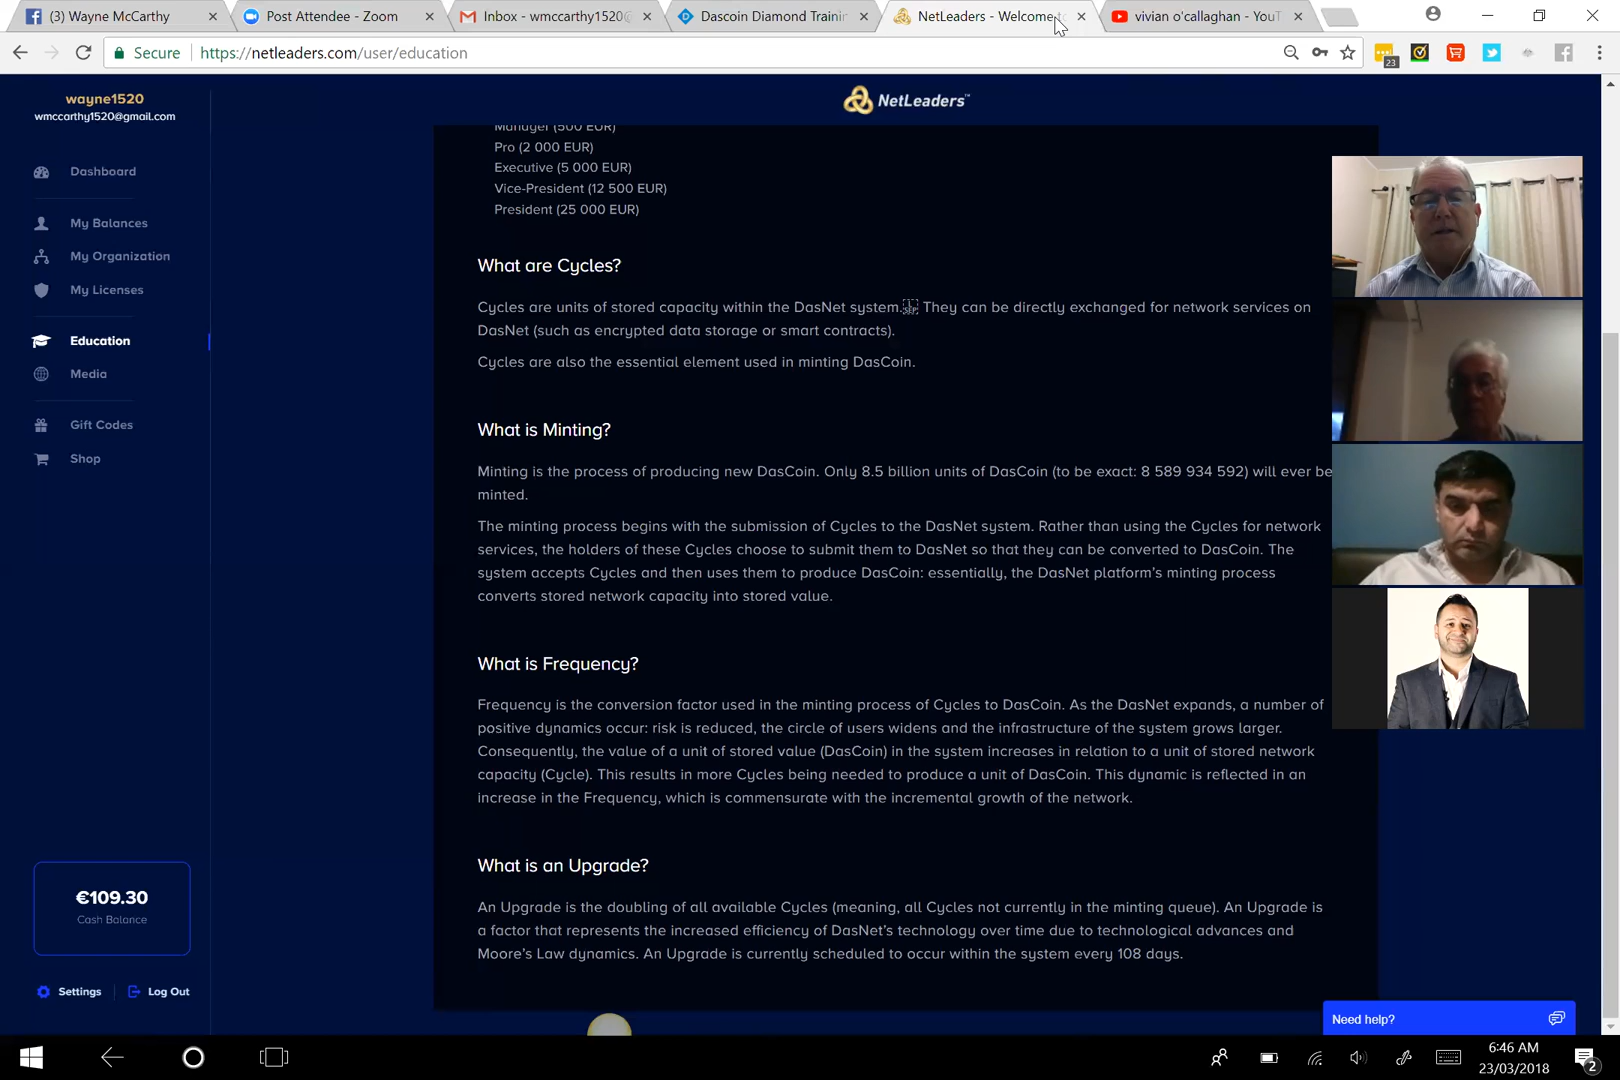 (3) Wayne McCarthy
Post Attendee - Zoom
Inbox - wmccarthy1520@
Dascoin Diamond Trainin
NetLeaders - Welcome
vivian o'callaghan - YouT
Secure
https://netleaders.com/user/education
23
wayne1520
wmccarthy1520@gmail.com
NetLeaders™
Dashboard
My Balances
My Organization
My Licenses
Education
Media
Gift Codes
Shop
€109.30
Cash Balance
Settings
Log Out
Manager (500 EUR)
Pro (2 000 EUR)
Executive (5 000 EUR)
Vice-President (12 500 EUR)
President (25 000 EUR)
What are Cycles?
Cycles are units of stored capacity within the DasNet system. They can be directly exchanged for network services on
DasNet (such as encrypted data storage or smart contracts).
Cycles are also the essential element used in minting DasCoin.
What is Minting?
Minting is the process of producing new DasCoin. Only 8.5 billion units of DasCoin (to be exact: 8 589 934 592) will ever be
minted.
The minting process begins with the submission of Cycles to the DasNet system. Rather than using the Cycles for network
services, the holders of these Cycles choose to submit them to DasNet so that they can be converted to DasCoin. The
system accepts Cycles and then uses them to produce DasCoin: essentially, the DasNet platform's minting process
converts stored network capacity into stored value.
What is Frequency?
Frequency is the conversion factor used in the minting process of Cycles to DasCoin. As the DasNet expands, a number of
positive dynamics occur: risk is reduced, the circle of users widens and the infrastructure of the system grows larger.
Consequently, the value of a unit of stored value (DasCoin) in the system increases in relation to a unit of stored network
capacity (Cycle). This results in more Cycles being needed to produce a unit of DasCoin. This dynamic is reflected in an
increase in the Frequency, which is commensurate with the incremental growth of the network.
What is an Upgrade?
An Upgrade is the doubling of all available Cycles (meaning, all Cycles not currently in the minting queue). An Upgrade is
a factor that represents the increased efficiency of DasNet's technology over time due to technological advances and
Moore's Law dynamics. An Upgrade is currently scheduled to occur within the system every 108 days.
Need help?
6:46 AM
23/03/2018
2